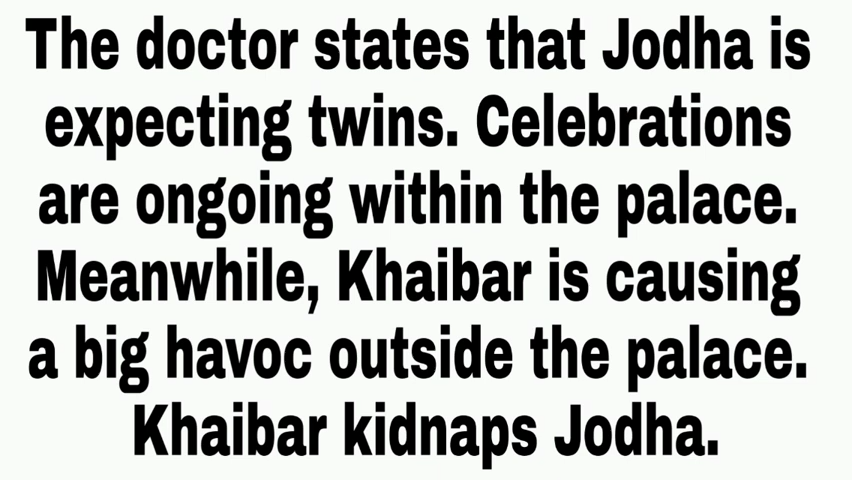 The doctor states that Jodha is
expecting twins. Celebrations
are ongoing within the palace.
Meanwhile, Khaibar is causing
a big havoc outside the palace.
Khaibar kidnaps Jodha.